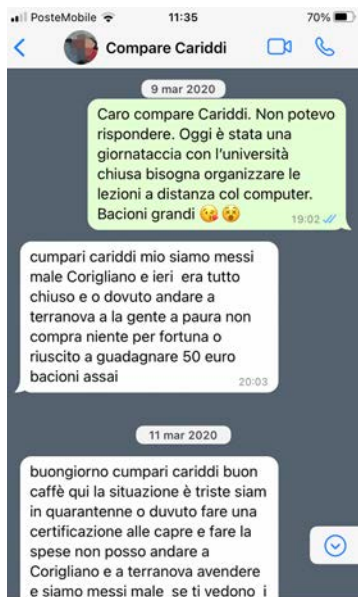 PosteMobile 11:35 70%
Compare Cariddi
9 mar 2020
Caro compare Cariddi. Non potevo
rispondere. Oggi è stata una
giornataccia con l'università
chiusa bisogna organizzare le
lezioni a distanza col computer.
Bacioni grandi 😘😵
19:02
cumpari cariddi mio siamo messi
male Corigliano e ieri era tutto
chiuso e o dovuto andare a
terranova a la gente a paura non
compra niente per fortuna o
riuscito a guadagnare 50 euro
bacioni assai
20:03
11 mar 2020
buongiorno cumpari cariddi buon
caffè qui la situazione è triste siam
in quarantenne o duvuto fare una
certificazione alle capre e fare la
spese non posso andare a
Corigliano e a terranova avendere
e siamo messi male se ti vedono i